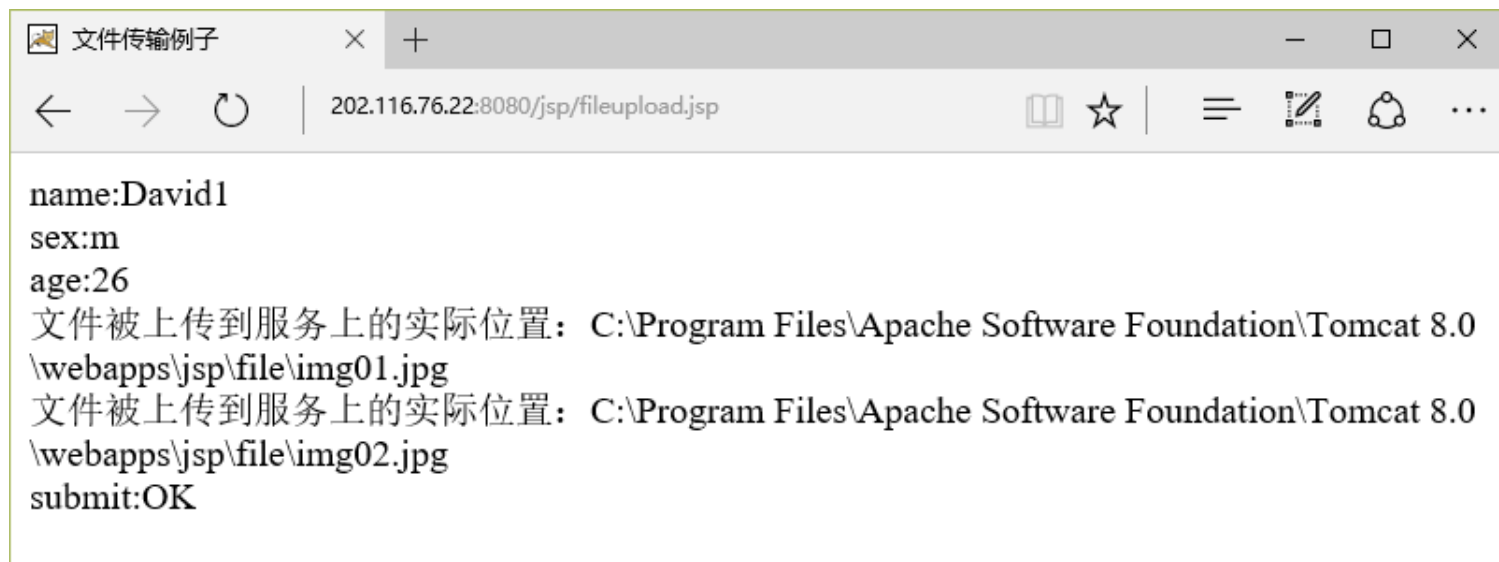 文件传输例子
202.116.76.22:8080/jsp/fileupload.jsp
name:David1
sex:m
age:26
文件被上传到服务上的实际位置：C:\Program Files\Apache Software Foundation\Tomcat 8.0
\webapps\jsp\file\img01.jpg
文件被上传到服务上的实际位置：C:\Program Files\Apache Software Foundation\Tomcat 8.0
\webapps\jsp\file\img02.jpg
submit:OK